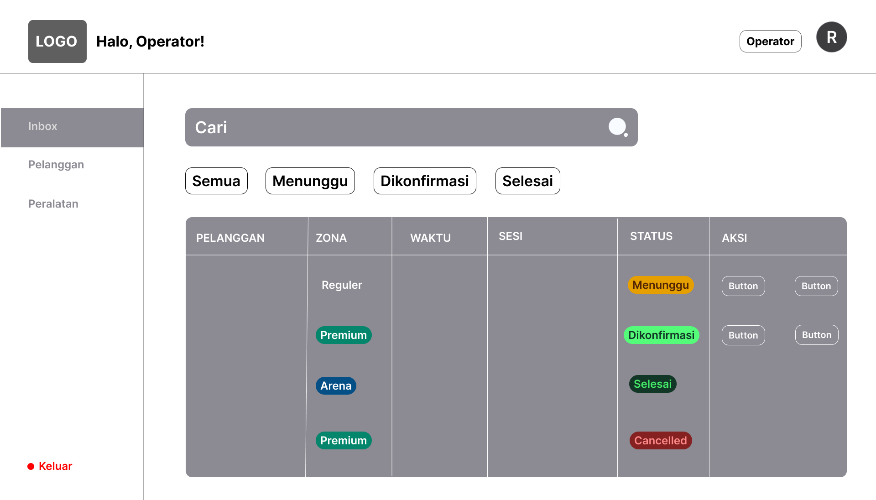 LOGO
Halo, Operator!
Operator
R
Inbox
Pelanggan
Peralatan
Keluar
Cari
Semua
Menunggu
Dikonfirmasi
Selesai
PELANGGAN ZONA WAKTU SESI STATUS AKSI
Reguler Menunggu Button Button
Premium Dikonfirmasi Button Button
Arena Selesai
Premium Cancelled